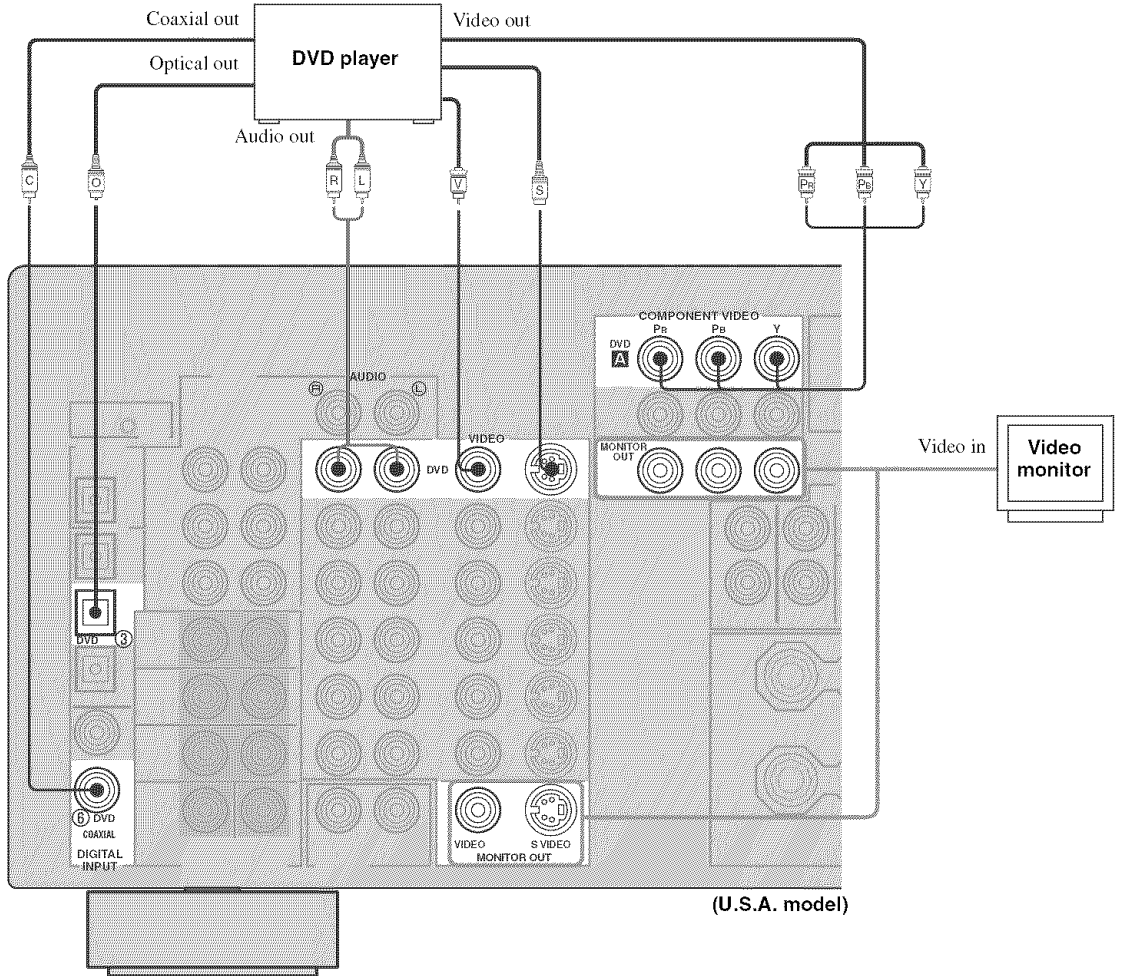 Coaxial out
Video out
DVD player
Optical out
Audio out
C
O
R
L
V
S
PR
PB
Y
COMPONENT VIDEO
PR
PB
Y
DVD
A
AUDIO
R
L
VIDEO
DVD
MONITOR
OUT
Video in
Video
monitor
DVD
③
⑥ DVD
COAXIAL
DIGITAL
INPUT
VIDEO
S VIDEO
MONITOR OUT
(U.S.A. model)